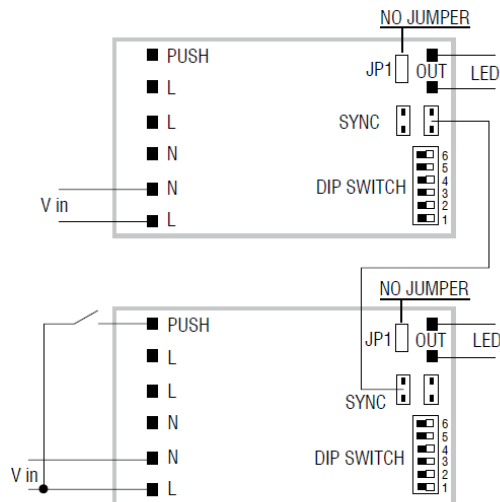 NO JUMPER
PUSH
JP1
OUT
LED
L
L
SYNC
N
6
5
4
3
2
1
DIP SWITCH
N
V in
L
NO JUMPER
PUSH
JP1
OUT
LED
L
L
SYNC
N
6
5
4
3
2
1
DIP SWITCH
N
V in
L